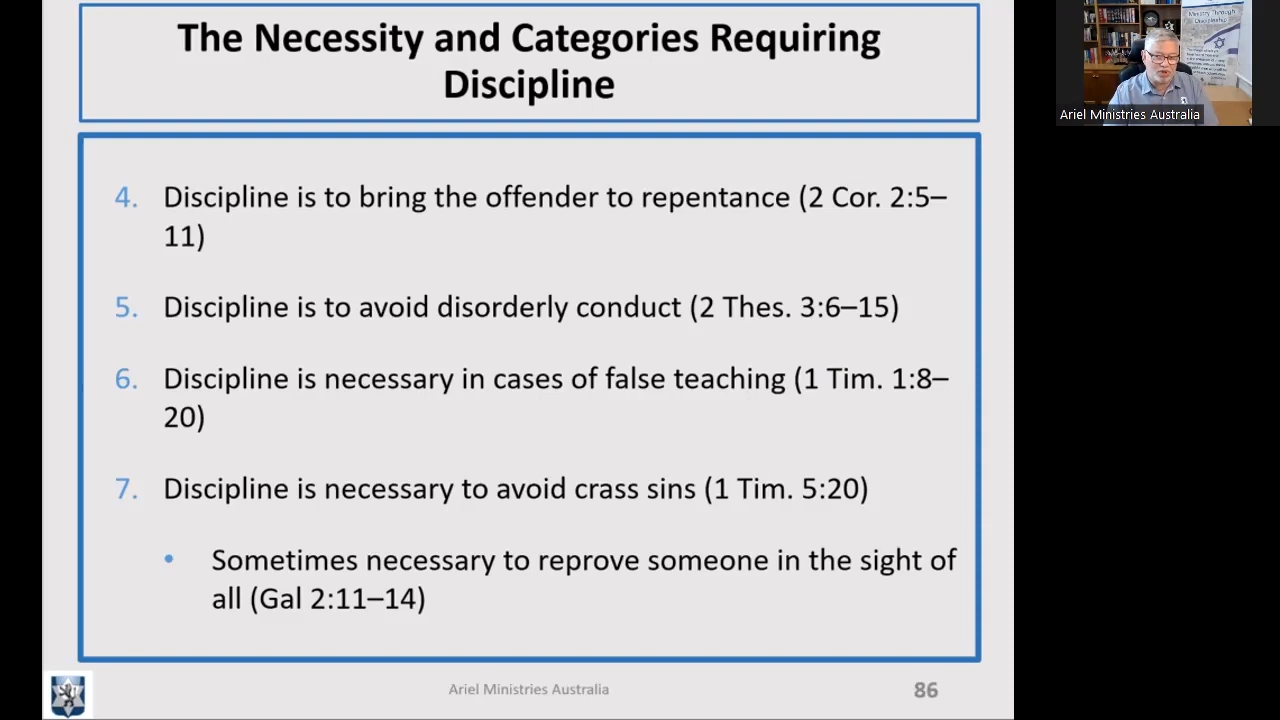 The Necessity and Categories Requiring
Discipline
4. Discipline is to bring the offender to repentance (2 Cor. 2:5–
11)
5. Discipline is to avoid disorderly conduct (2 Thes. 3:6–15)
6. Discipline is necessary in cases of false teaching (1 Tim. 1:8–
20)
7. Discipline is necessary to avoid crass sins (1 Tim. 5:20)
• Sometimes necessary to reprove someone in the sight of
all (Gal 2:11–14)
Ariel Ministries Australia
86
Ministry Through
Discipleship
Ariel Ministries Australia